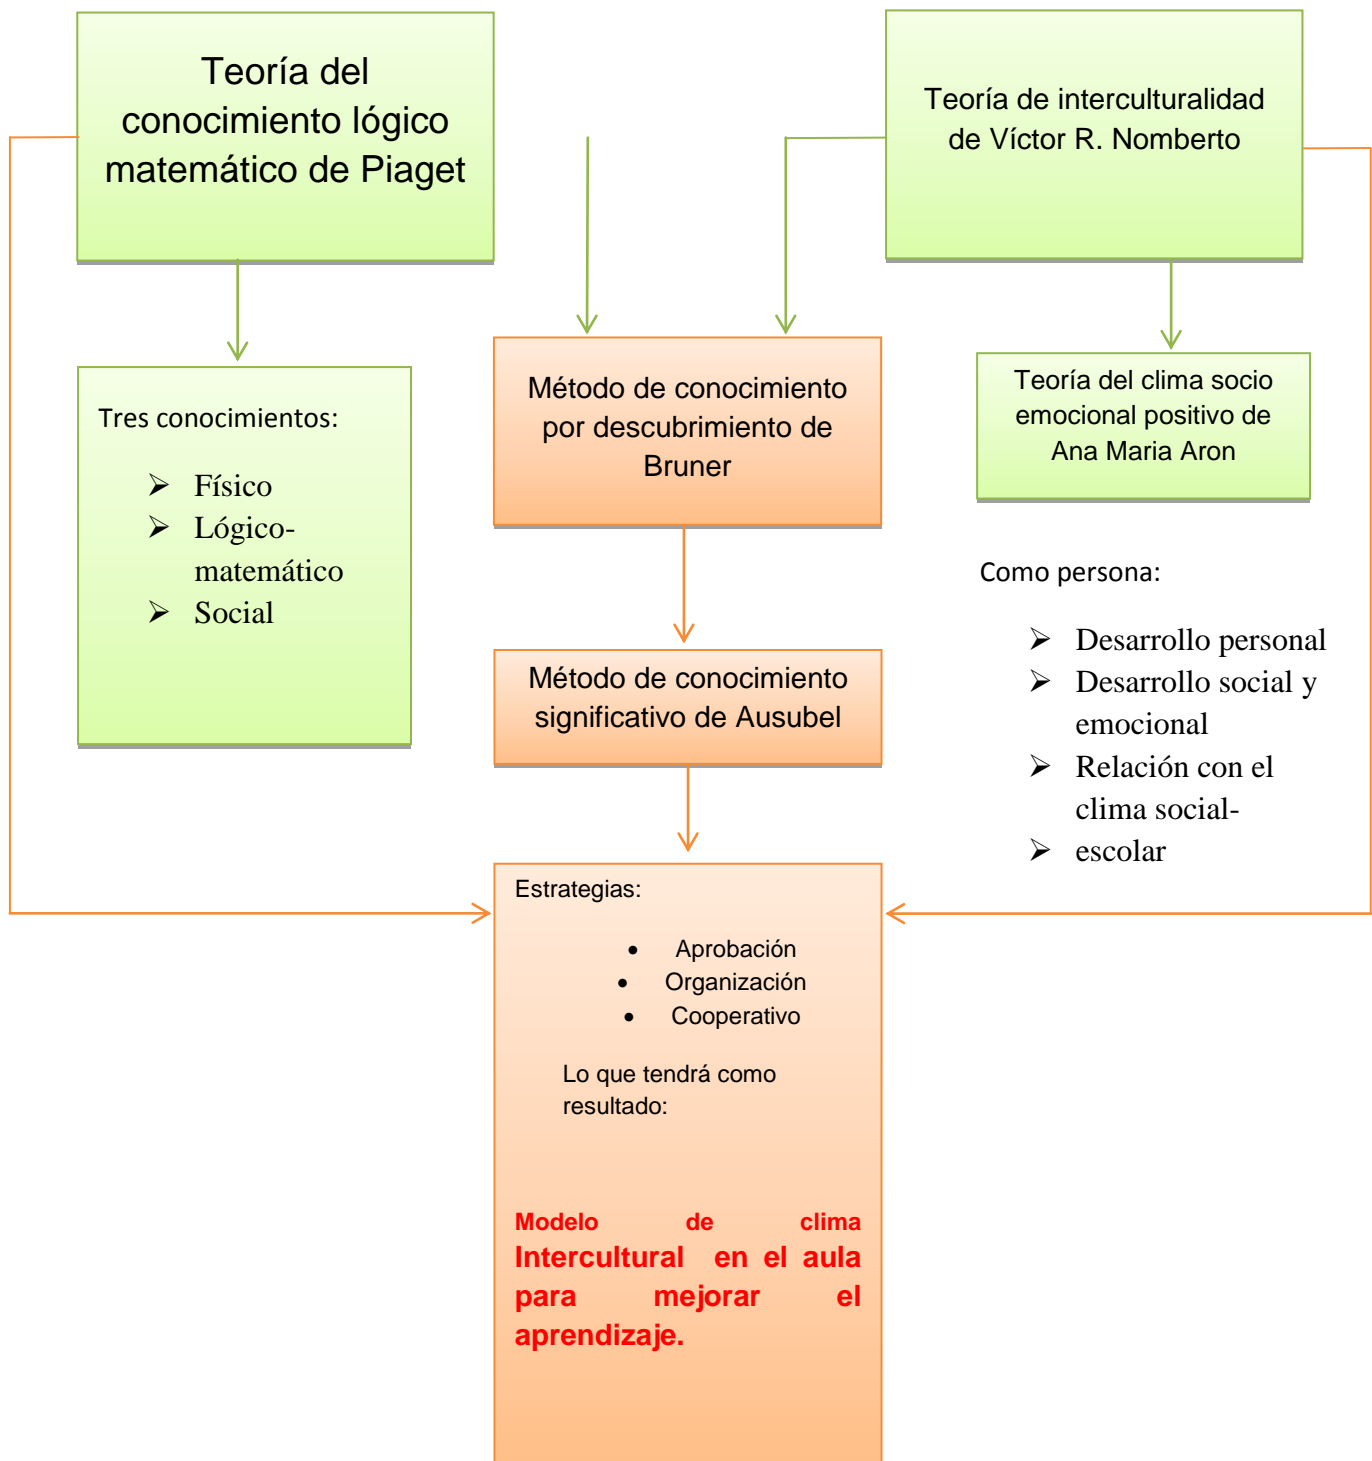 Teoría del
conocimiento lógico
matemático de Piaget
Teoría de interculturalidad
de Víctor R. Nomberto
Tres conocimientos:
➢ Físico
➢ Lógico-
matemático
➢ Social
Método de conocimiento
por descubrimiento de
Bruner
Teoría del clima socio
emocional positivo de
Ana Maria Aron
Como persona:
➢ Desarrollo personal
➢ Desarrollo social y
emocional
➢ Relación con el
clima social-
➢ escolar
Método de conocimiento
significativo de Ausubel
Estrategias:
• Aprobación
• Organización
• Cooperativo
Lo que tendrá como
resultado:
Modelo de clima
Intercultural en el aula
para mejorar el
aprendizaje.